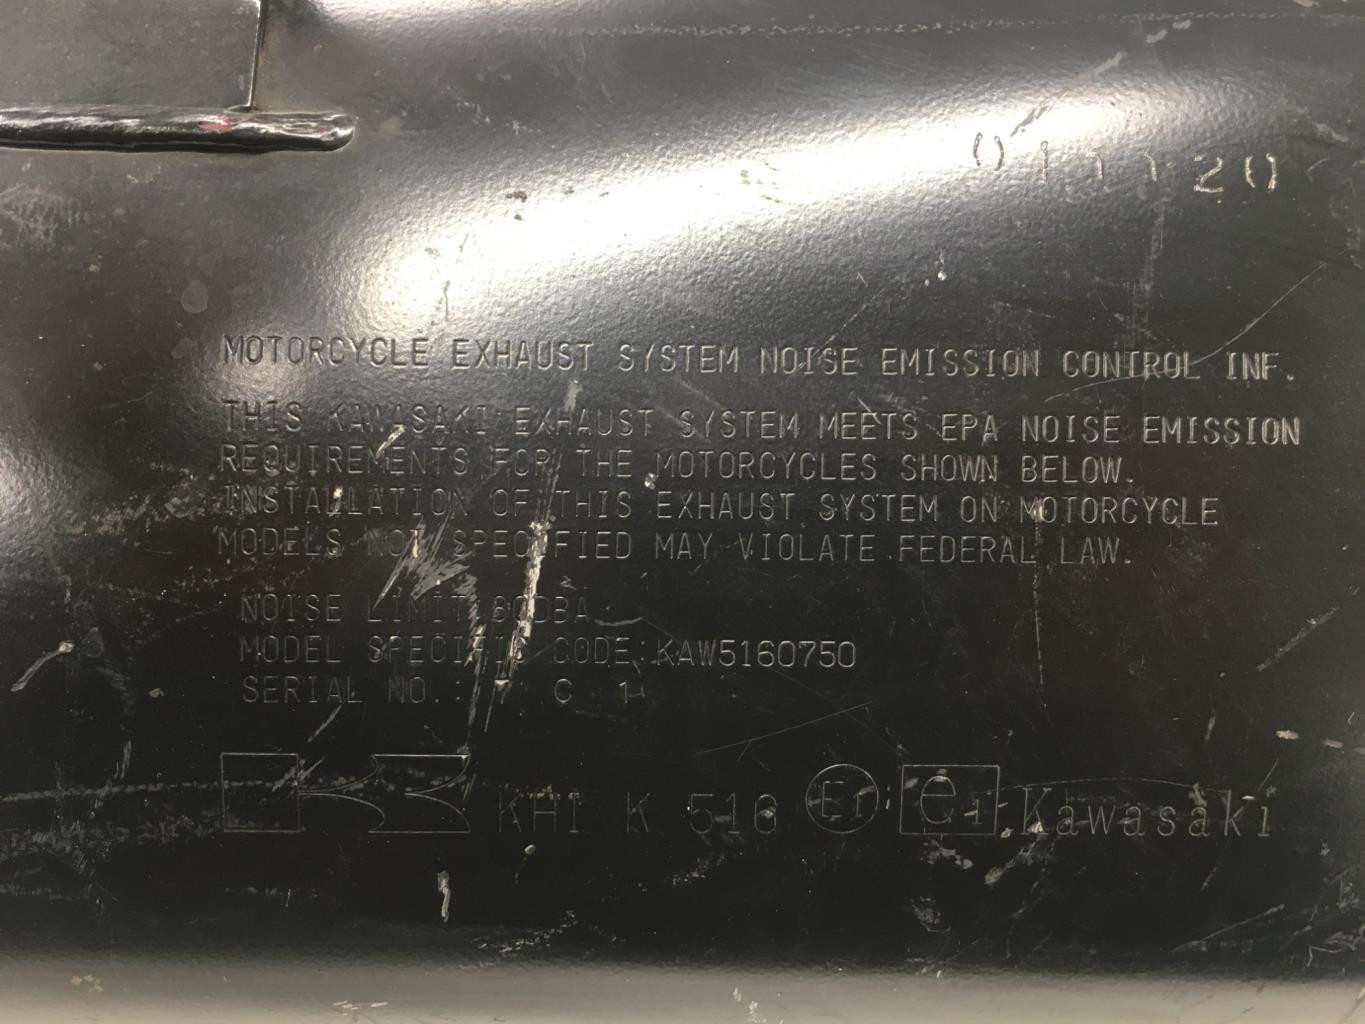 MOTORCYCLE EXHAUST SYSTEM NOISE EMISSION CONTROL INF.
THIS KAWASAKI EXHAUST SYSTEM MEETS EPA NOISE EMISSION
REQUIREMENTS FOR THE MOTORCYCLES SHOWN BELOW.
INSTALLATION OF THIS EXHAUST SYSTEM ON MOTORCYCLE
MODELS NOT SPECIFIED MAY VIOLATE FEDERAL LAW.
NOISE LIMIT
MODEL SPECIFIC CODE:KAW5160750
SERIAL NO.
KHI K 516 E1 e1 Kawasaki